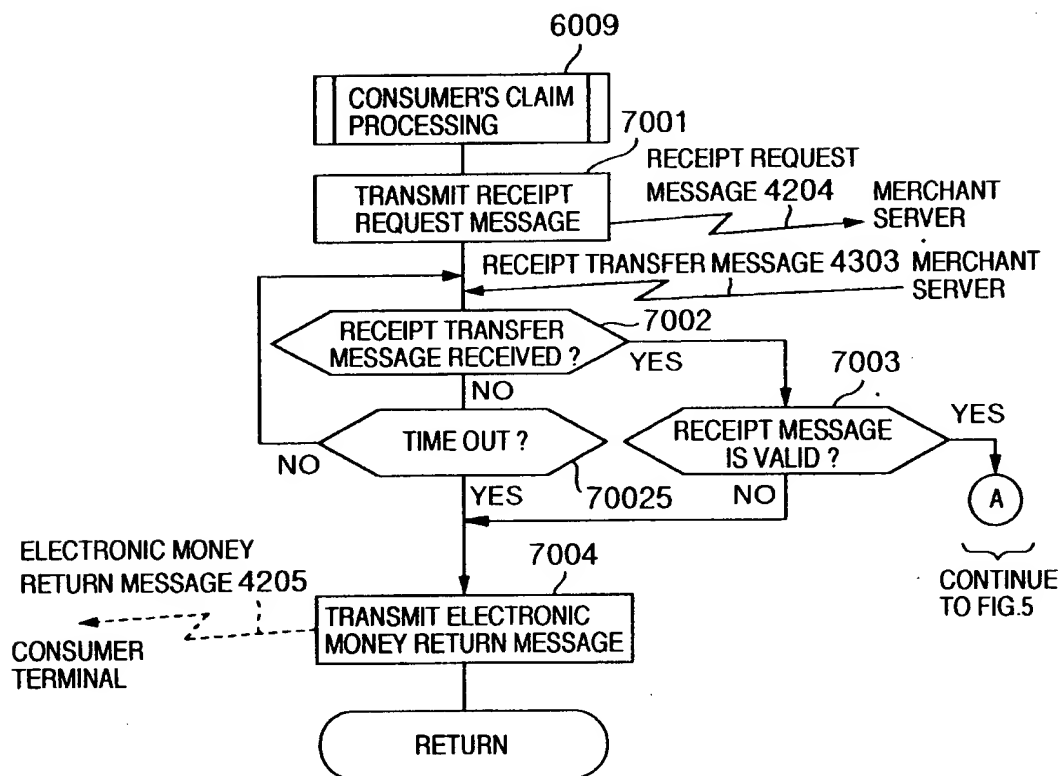 6009
CONSUMER'S CLAIM
PROCESSING
7001
TRANSMIT RECEIPT
REQUEST MESSAGE
RECEIPT REQUEST
MESSAGE 4204
MERCHANT
SERVER
RECEIPT TRANSFER MESSAGE 4303
MERCHANT
SERVER
7002
RECEIPT TRANSFER
MESSAGE RECEIVED ?
YES
NO
7003
RECEIPT MESSAGE
IS VALID ?
YES
NO
A
CONTINUE
TO FIG.5
TIME OUT ?
NO
YES
70025
ELECTRONIC MONEY
RETURN MESSAGE 4205
CONSUMER
TERMINAL
7004
TRANSMIT ELECTRONIC
MONEY RETURN MESSAGE
RETURN